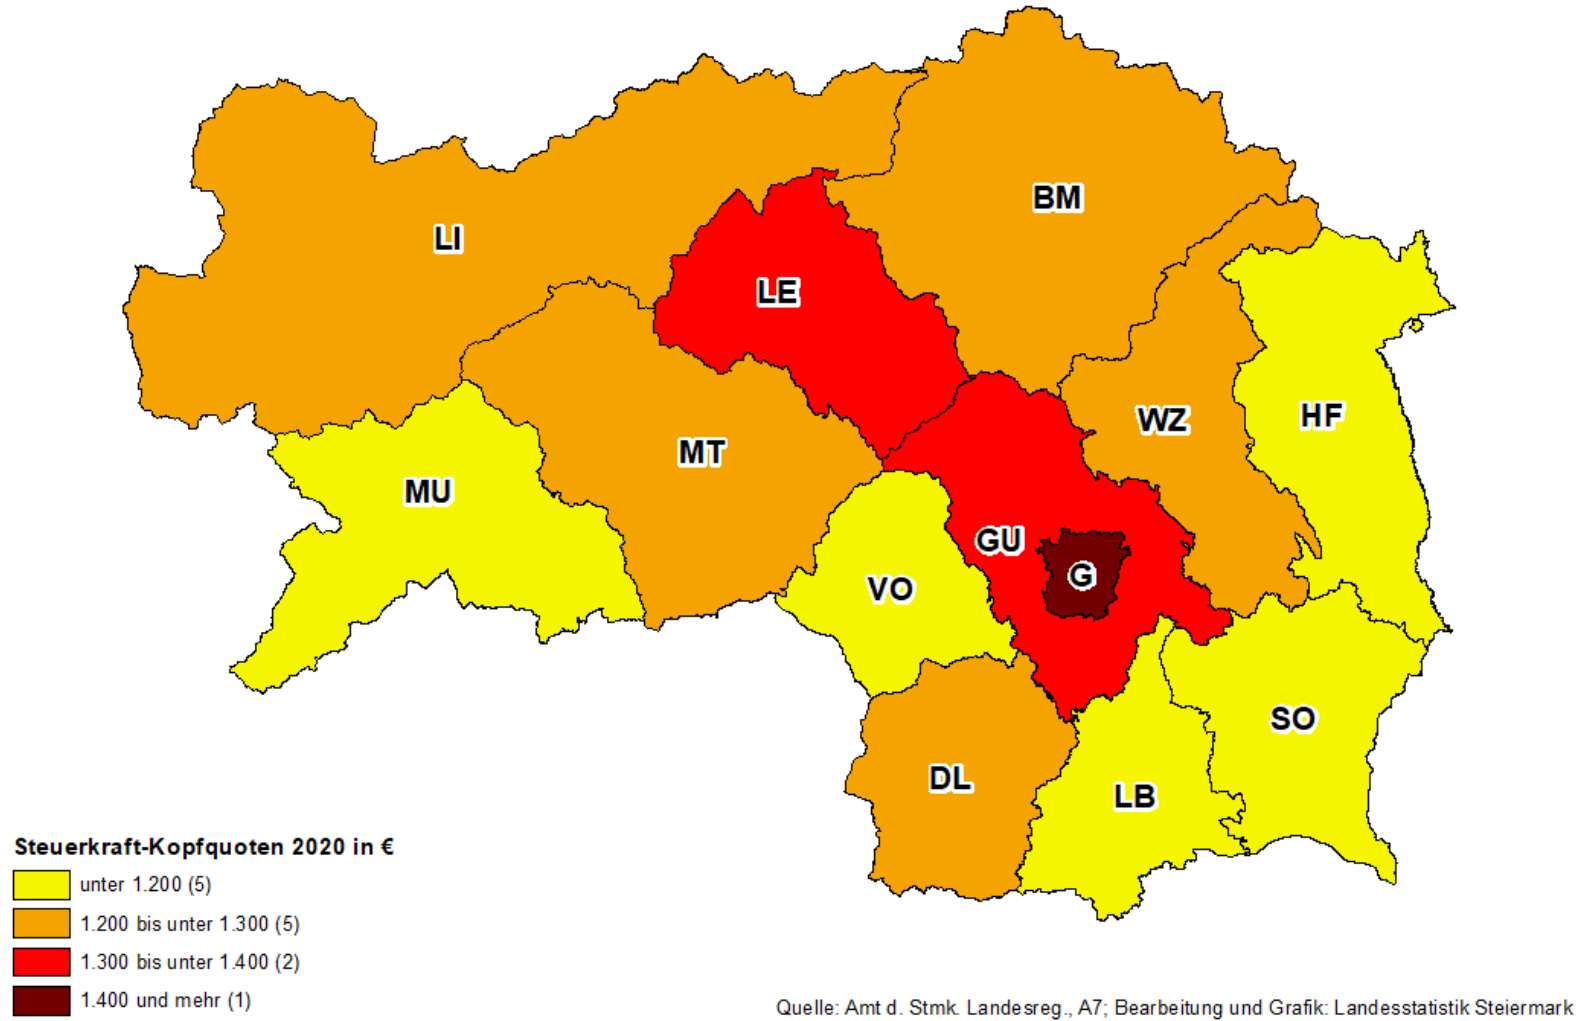 BM
LI
LE
HF
WZ
MT
MU
GU
G
VO
SO
DL
LB
Steuerkraft-Kopfquoten 2020 in €
unter 1.200 (5)
1.200 bis unter 1.300 (5)
1.300 bis unter 1.400 (2)
1.400 und mehr (1)
Quelle: Amt d. Stmk. Landesreg., A7; Bearbeitung und Grafik: Landesstatistik Steiermark